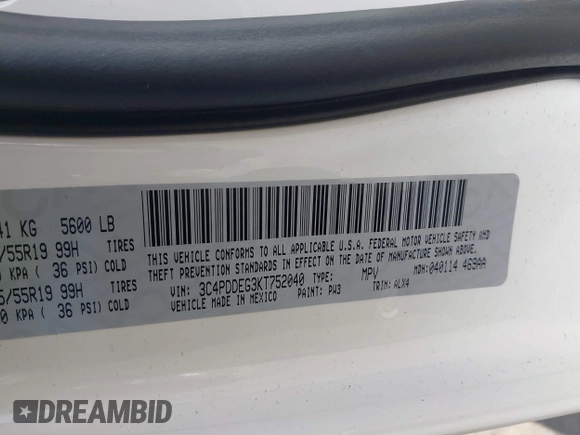 41 KG 5600 LB
/55R19 99H TIRES
KPA ( 36 PSI) COLD
/55R19 99H TIRES
0 KPA ( 36 PSI) COLD
THIS VEHICLE CONFORMS TO ALL APPLICABLE U.S.A. FEDERAL MOTOR VEHICLE SAFETY AND
THEFT PREVENTION STANDARDS IN EFFECT ON THE DATE OF MANUFACTURE SHOWN ABOVE.
VIN: 3C4PDDEG3KT752040 TYPE: MPV MDH: 040114 469AA
VEHICLE MADE IN MEXICO PAINT: PW3 TRIM: ALX4
DREAMBID